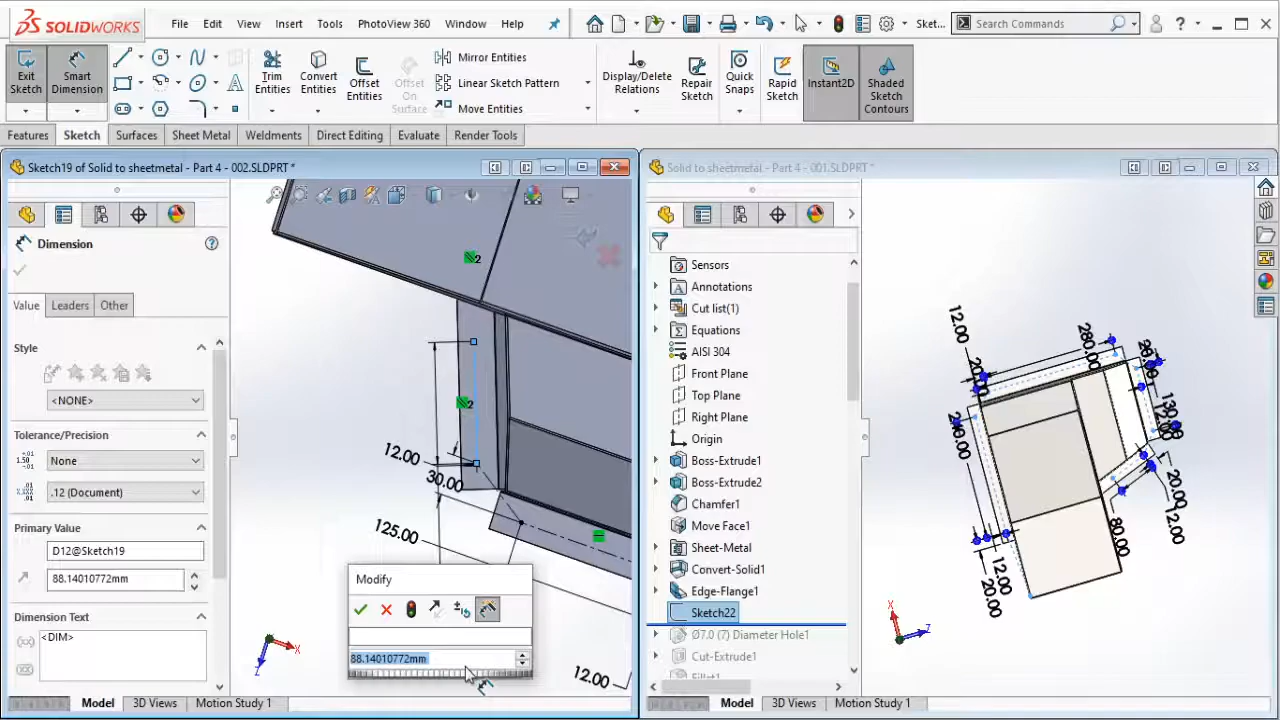 SOLIDWORKS File Edit View Insert Tools PhotoView 360 Window Help Sket... Search Commands ?
Exit Sketch
Smart Dimension
Trim Entities
Convert Entities
Offset Entities
Offset On Surface
Mirror Entities
Linear Sketch Pattern
Move Entities
Display/Delete Relations
Repair Sketch
Quick Snaps
Rapid Sketch
Instant2D
Shaded Sketch Contours
Features Sketch Surfaces Sheet Metal Weldments Direct Editing Evaluate Render Tools
Sketch19 of Solid to sheetmetal - Part 4 - 002.SLDPRT *
Dimension
Value Leaders Other
Style
<NONE>
Tolerance/Precision
None
.12 (Document)
Primary Value
D12@Sketch19
88.14010772mm
Dimension Text
<DIM>
2
2
12.00
30.00
125.00
12.00
Modify
88.14010772mm
X
Z
Model 3D Views Motion Study 1
Solid to sheetmetal - Part 4 - 001.SLDPRT *
Sensors
Annotations
Cut list(1)
Equations
AISI 304
Front Plane
Top Plane
Right Plane
Origin
Boss-Extrude1
Boss-Extrude2
Chamfer1
Move Face1
Sheet-Metal
Convert-Solid1
Edge-Flange1
Sketch22
Ø7.0 (7) Diameter Hole1
Cut-Extrude1
12.00
280.00
20.00
240.00
130.00
20.00
12.00
80.00
12.00
20.00
X
Z
Model 3D Views Motion Study 1